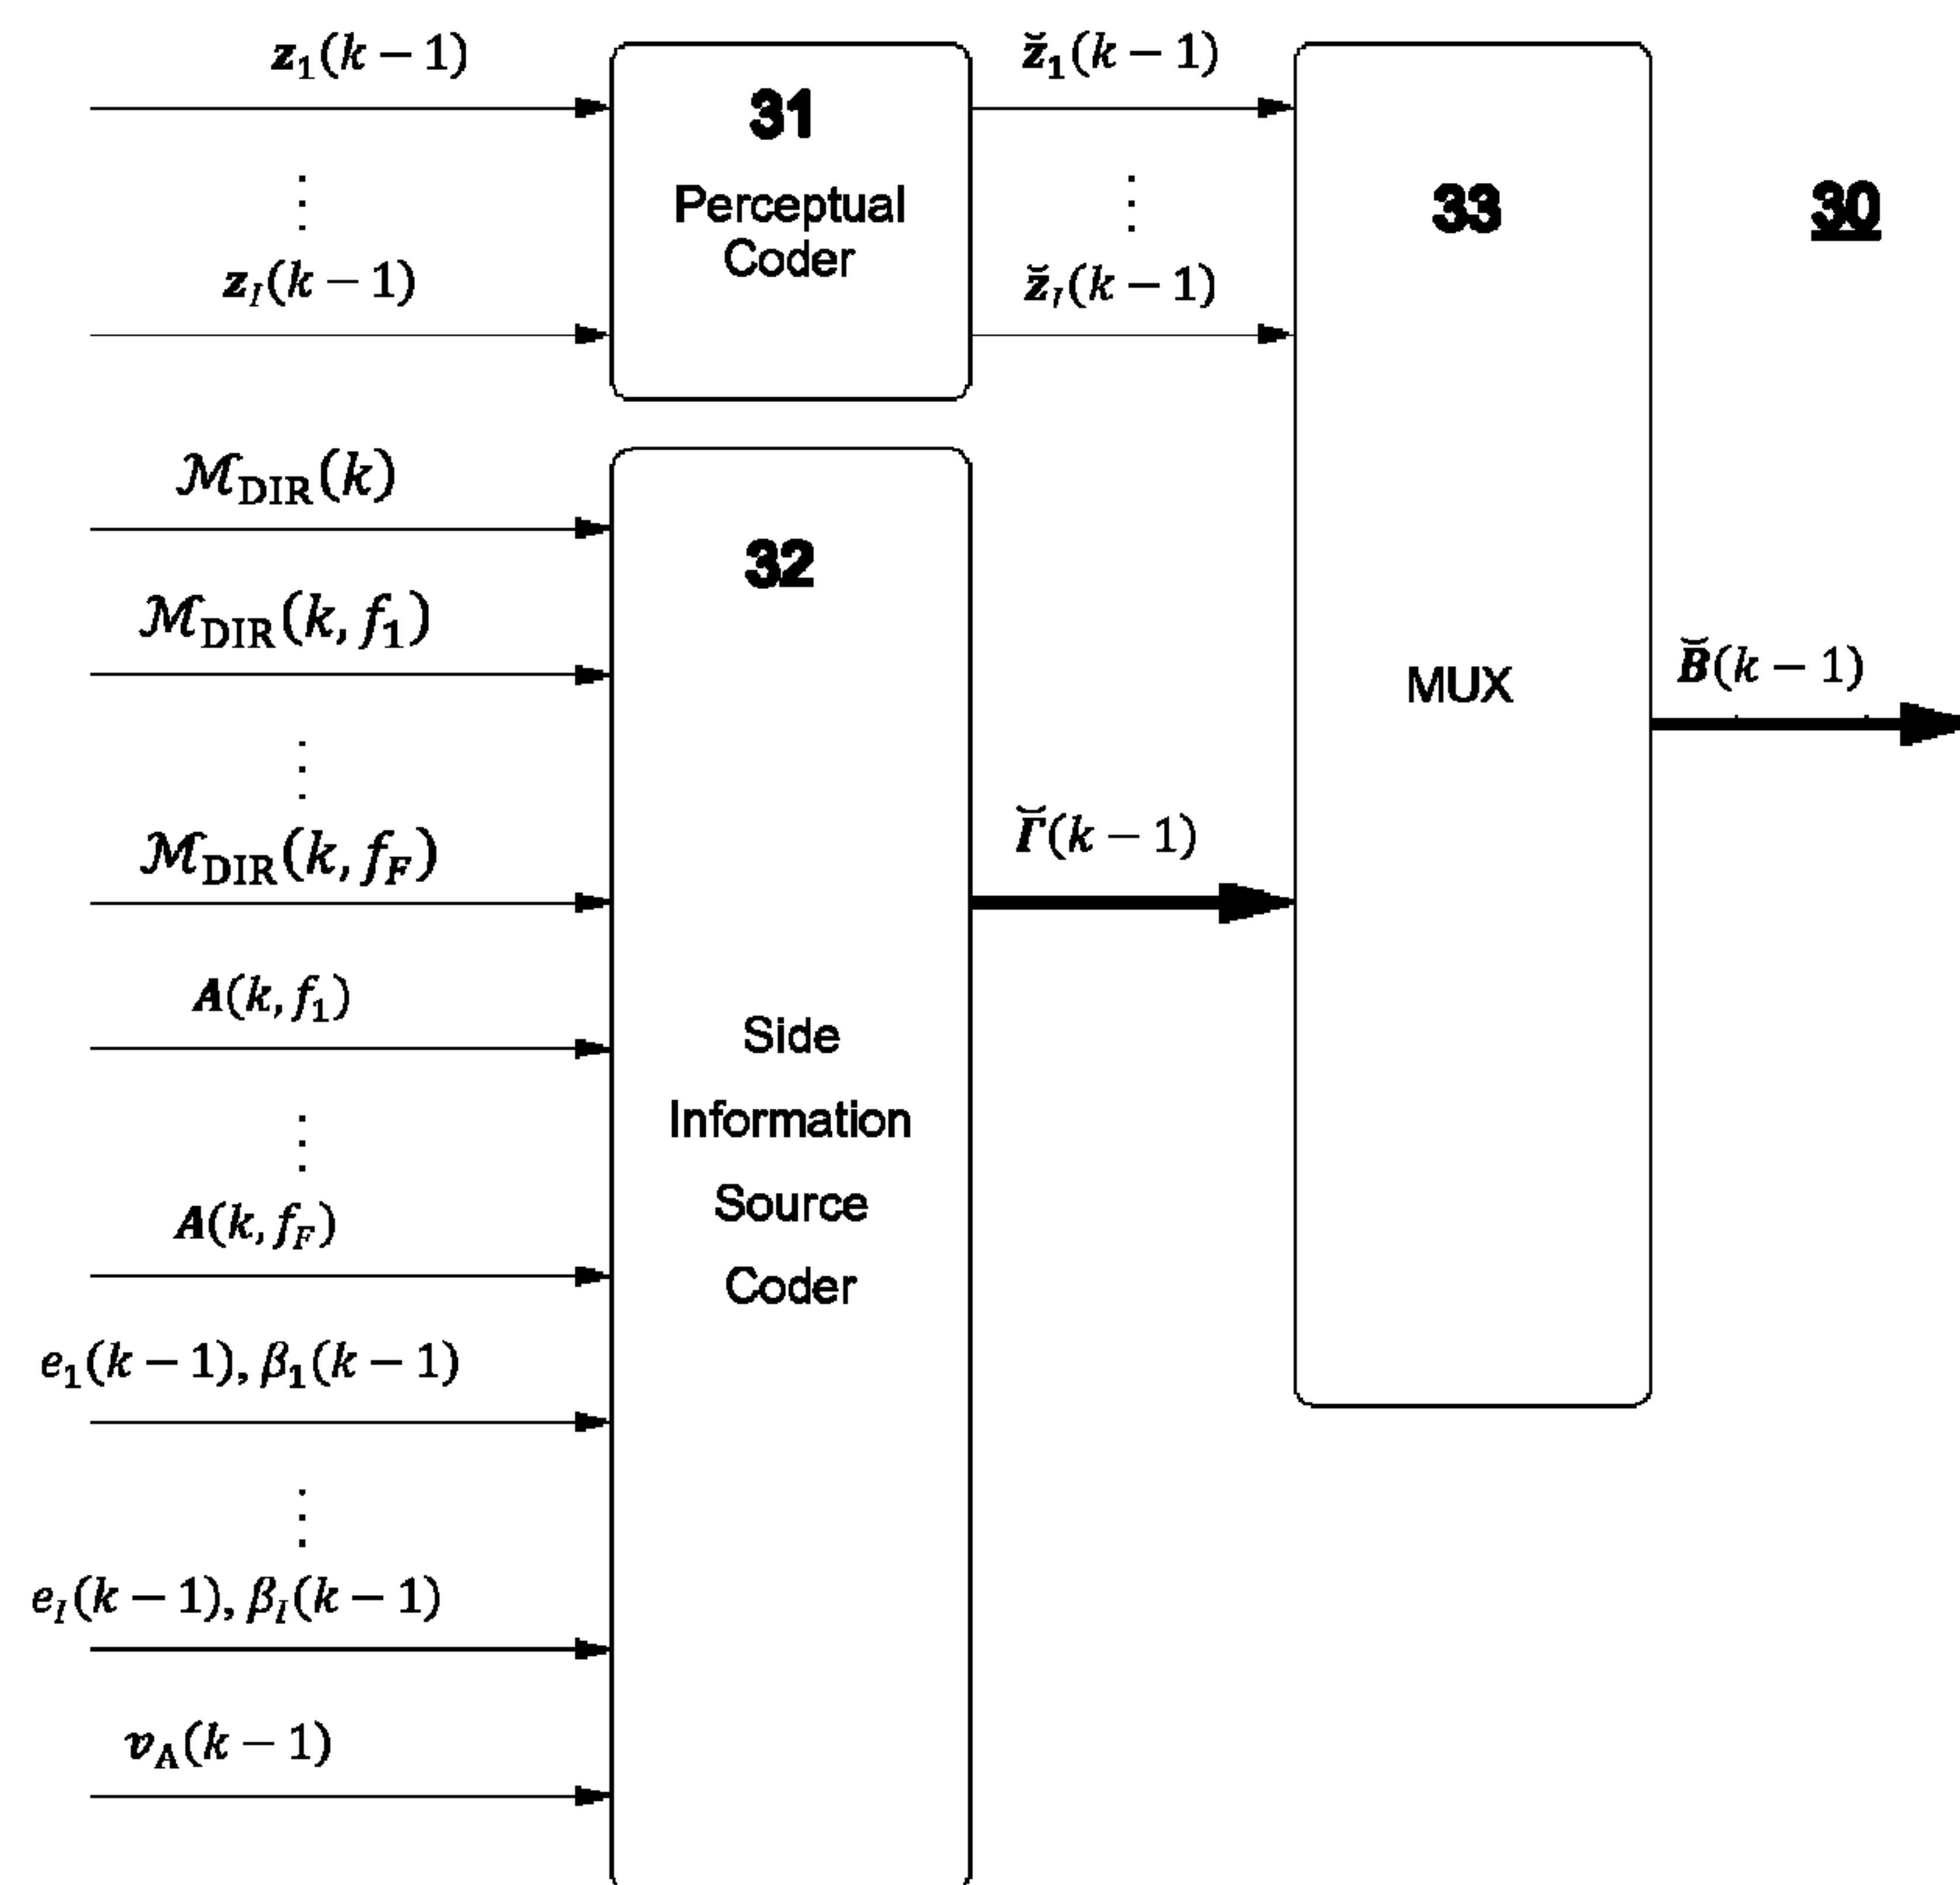 z₁(k − 1)
⋮
z_I(k − 1)
31
Perceptual
Coder
z̆₁(k − 1)
⋮
z̆_I(k − 1)
33
MUX
30
B̆(k − 1)
ℳ_DIR(k)
ℳ_DIR(k, f₁)
⋮
ℳ_DIR(k, f_F)
A(k, f₁)
⋮
A(k, f_F)
e₁(k − 1), β₁(k − 1)
⋮
e_I(k − 1), β_I(k − 1)
v_A(k − 1)
32
Side
Information
Source
Coder
Γ̆(k − 1)